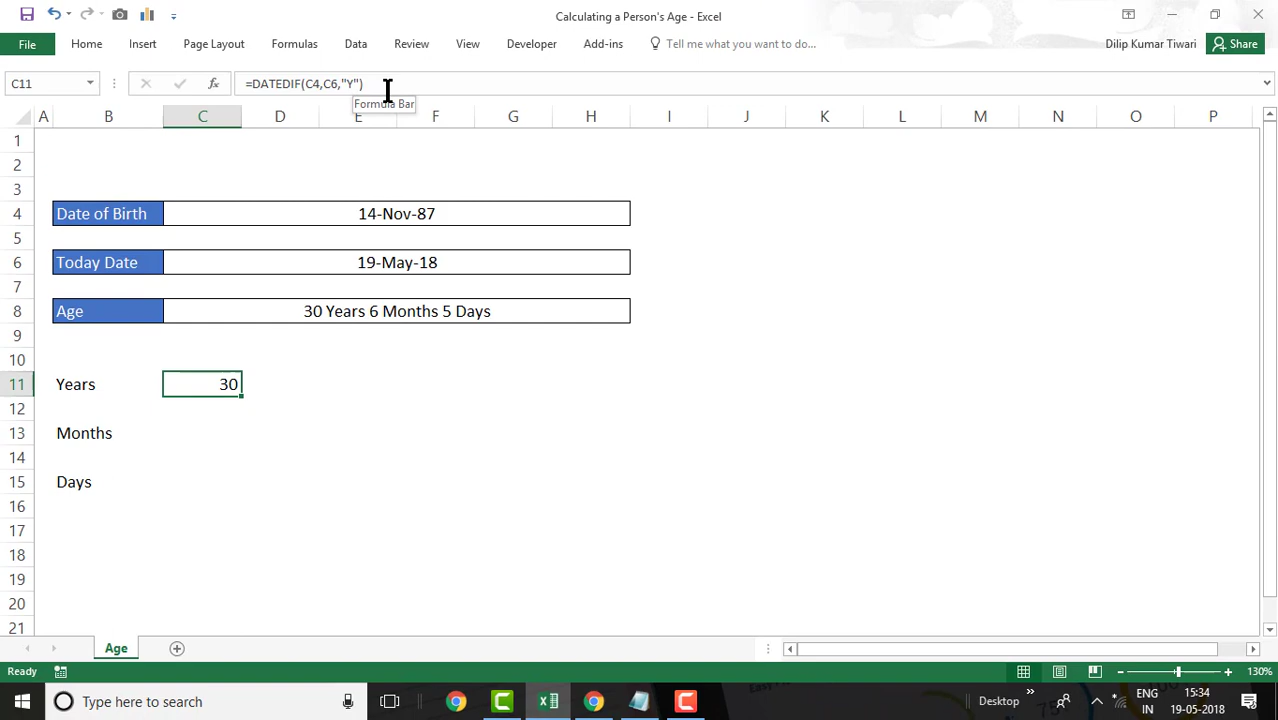 Calculating a Person's Age - Excel
File Home Insert Page Layout Formulas Data Review View Developer Add-ins Tell me what you want to do... Dilip Kumar Tiwari Share
C11 fx =DATEDIF(C4,C6,"Y")
Formula Bar
A B C D E F G H I J K L M N O P
1
2
3
4 Date of Birth 14-Nov-87
5
6 Today Date 19-May-18
7
8 Age 30 Years 6 Months 5 Days
9
10
11 Years 30
12
13 Months
14
15 Days
16
17
18
19
20
21
Age
Ready 130%
Type here to search Desktop ENG 15:34
IN 19-05-2018